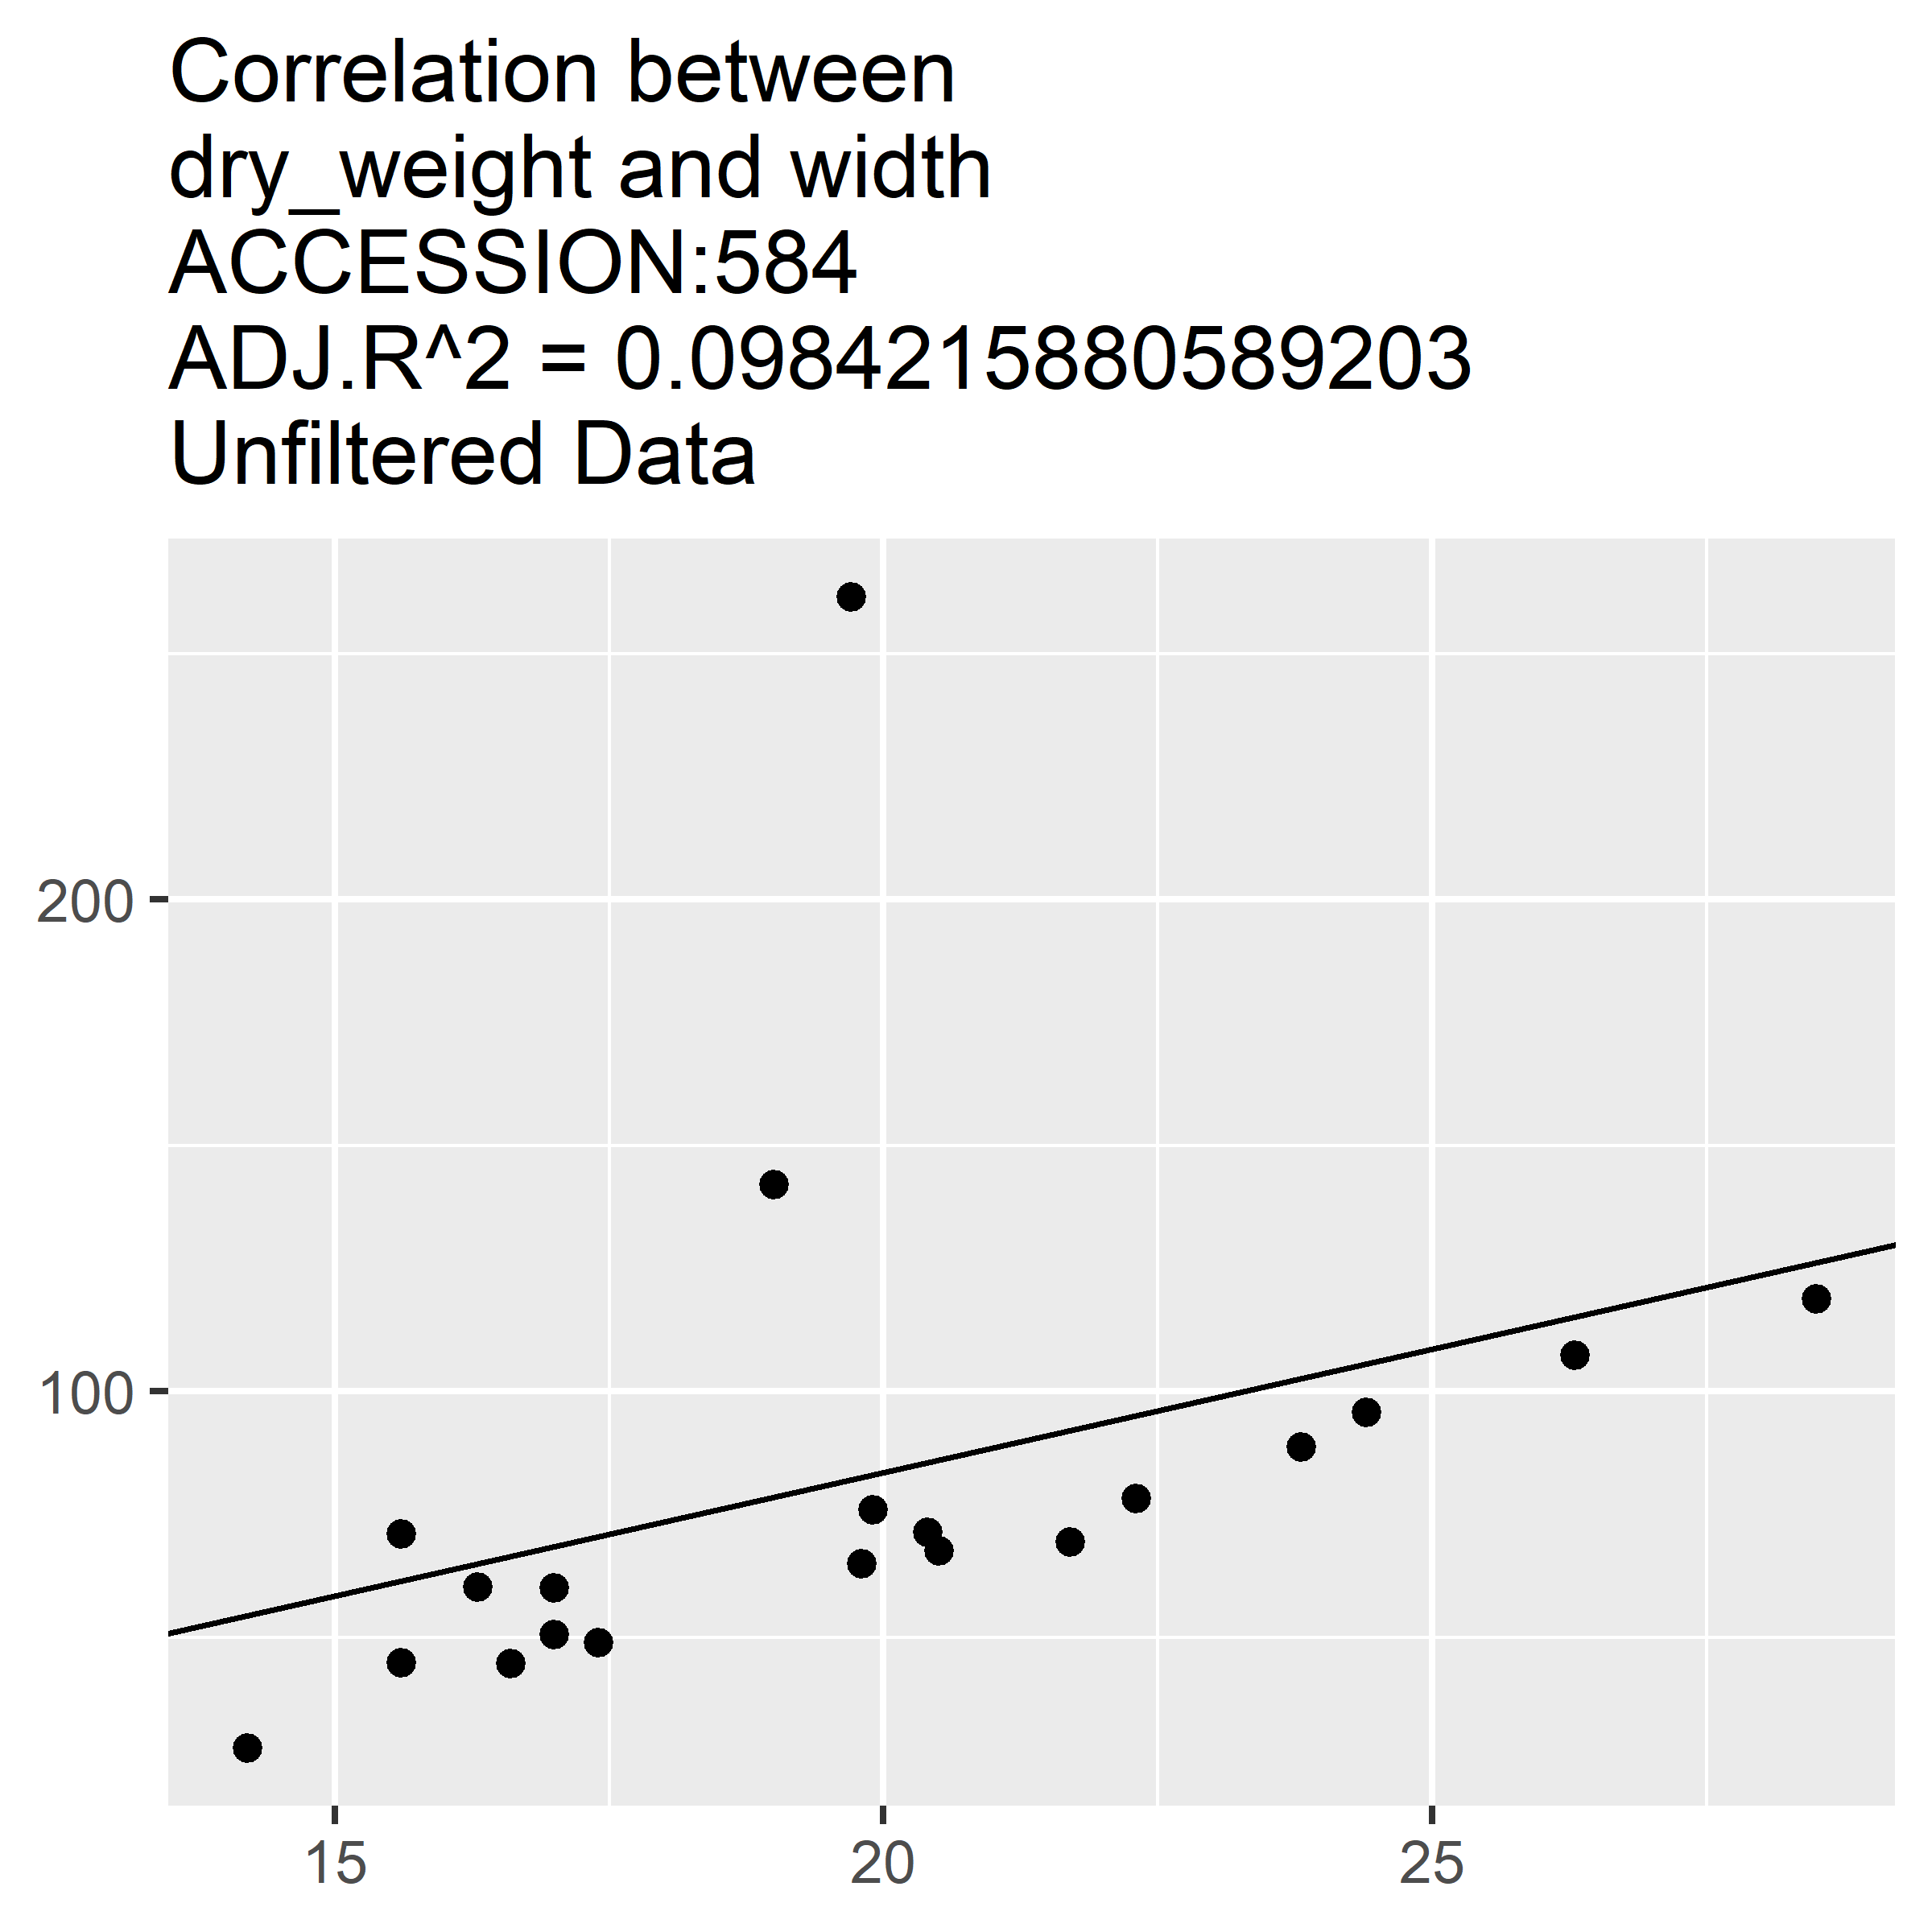 Correlation between
dry_weight and width
ACCESSION:584
ADJ.R^2 = 0.0984215880589203
Unfiltered Data
200
100
15
20
25